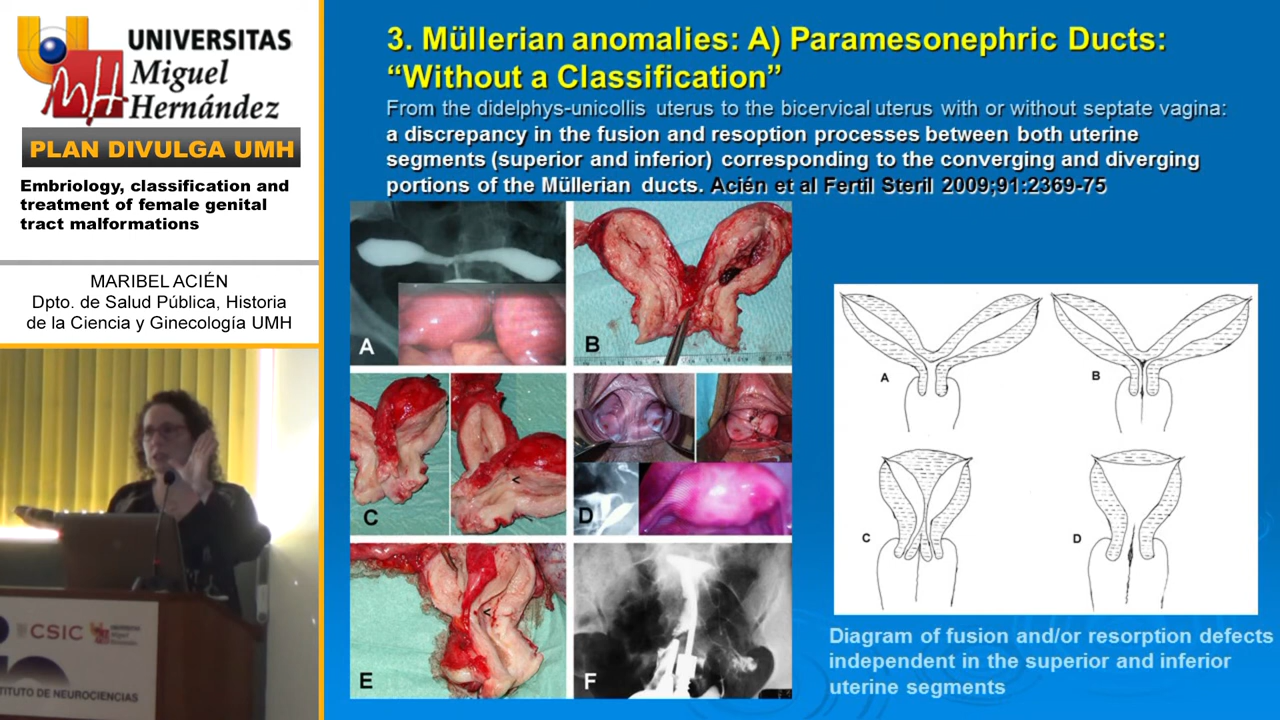 UNIVERSITAS
Miguel
Hernández
PLAN DIVULGA UMH
Embriology, classification and
treatment of female genital
tract malformations
MARIBEL ACIÉN
Dpto. de Salud Pública, Historia
de la Ciencia y Ginecología UMH
CSIC
TITUTO DE NEUROCIENCIAS
3. Müllerian anomalies: A) Paramesonephric Ducts:
“Without a Classification”
From the didelphys-unicollis uterus to the bicervical uterus with or without septate vagina:
a discrepancy in the fusion and resoption processes between both uterine
segments (superior and inferior) corresponding to the converging and diverging
portions of the Müllerian ducts. Acién et al Fertil Steril 2009;91:2369-75
A
B
C
<
D
E
<
F
A
B
C
D
Diagram of fusion and/or resorption defects
independent in the superior and inferior
uterine segments